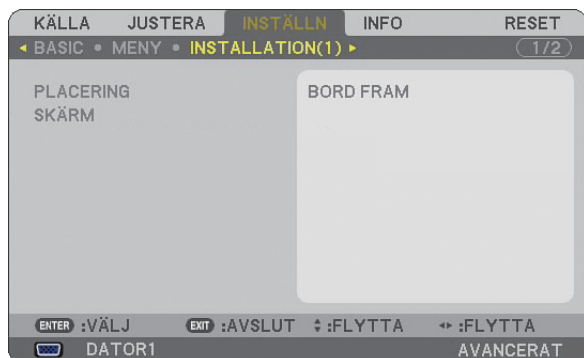 KÄLLA JUSTERA INSTÄLLN INFO RESET
BASIC • MENY • INSTALLATION(1) 1/2
PLACERING BORD FRAM
SKÄRM
ENTER :VÄLJ EXIT :AVSLUT :FLYTTA :FLYTTA
DATOR1 AVANCERAT